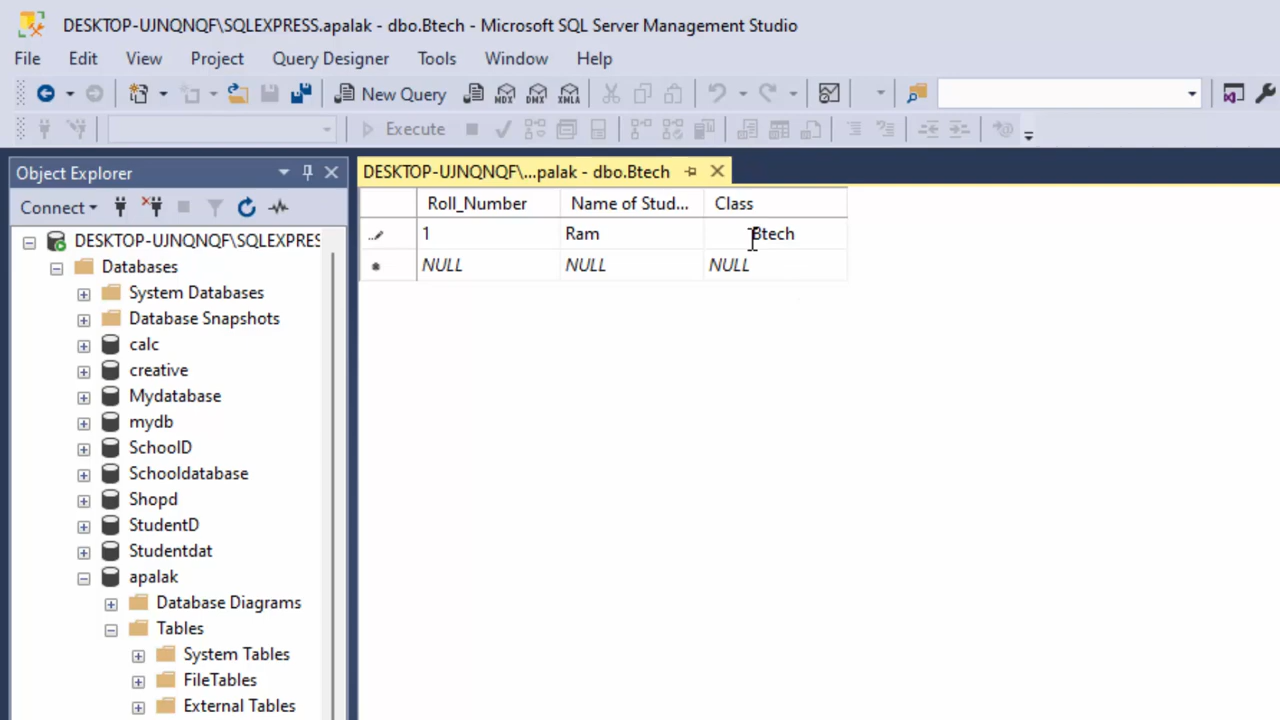 DESKTOP-UJNQNQF\SQLEXPRESS.apalak - dbo.Btech - Microsoft SQL Server Management Studio
File Edit View Project Query Designer Tools Window Help
New Query MDX DMX XMLA
Execute
Object Explorer
DESKTOP-UJNQNQF\...palak - dbo.Btech
Connect
Roll_Number Name of Stud... Class
1 Ram Btech
NULL NULL NULL
DESKTOP-UJNQNQF\SQLEXPRES
Databases
System Databases
Database Snapshots
calc
creative
Mydatabase
mydb
SchoolD
Schooldatabase
Shopd
StudentD
Studentdat
apalak
Database Diagrams
Tables
System Tables
FileTables
External Tables